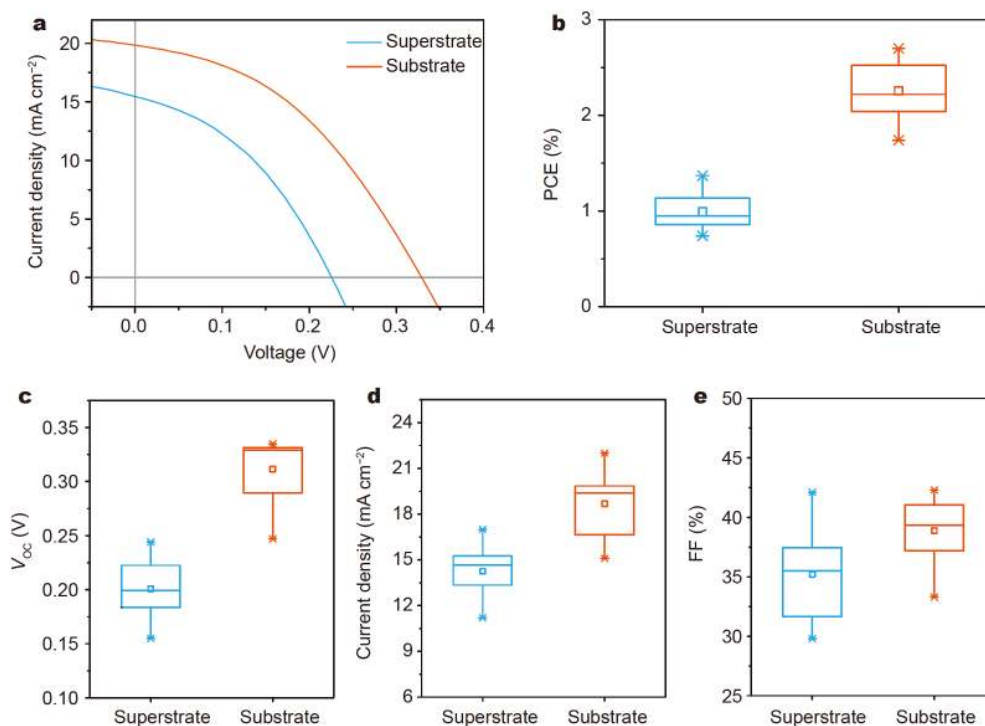 a
Current density (mA cm⁻²)
20
15
10
5
0
0.0
0.1
0.2
0.3
0.4
Voltage (V)
Superstrate
Substrate
b
PCE (%)
3
2
1
0
Superstrate
Substrate
c
V_OC (V)
0.35
0.30
0.25
0.20
0.15
0.10
Superstrate
Substrate
d
Current density (mA cm⁻²)
24
21
18
15
12
9
6
Superstrate
Substrate
e
FF (%)
50
45
40
35
30
25
Superstrate
Substrate